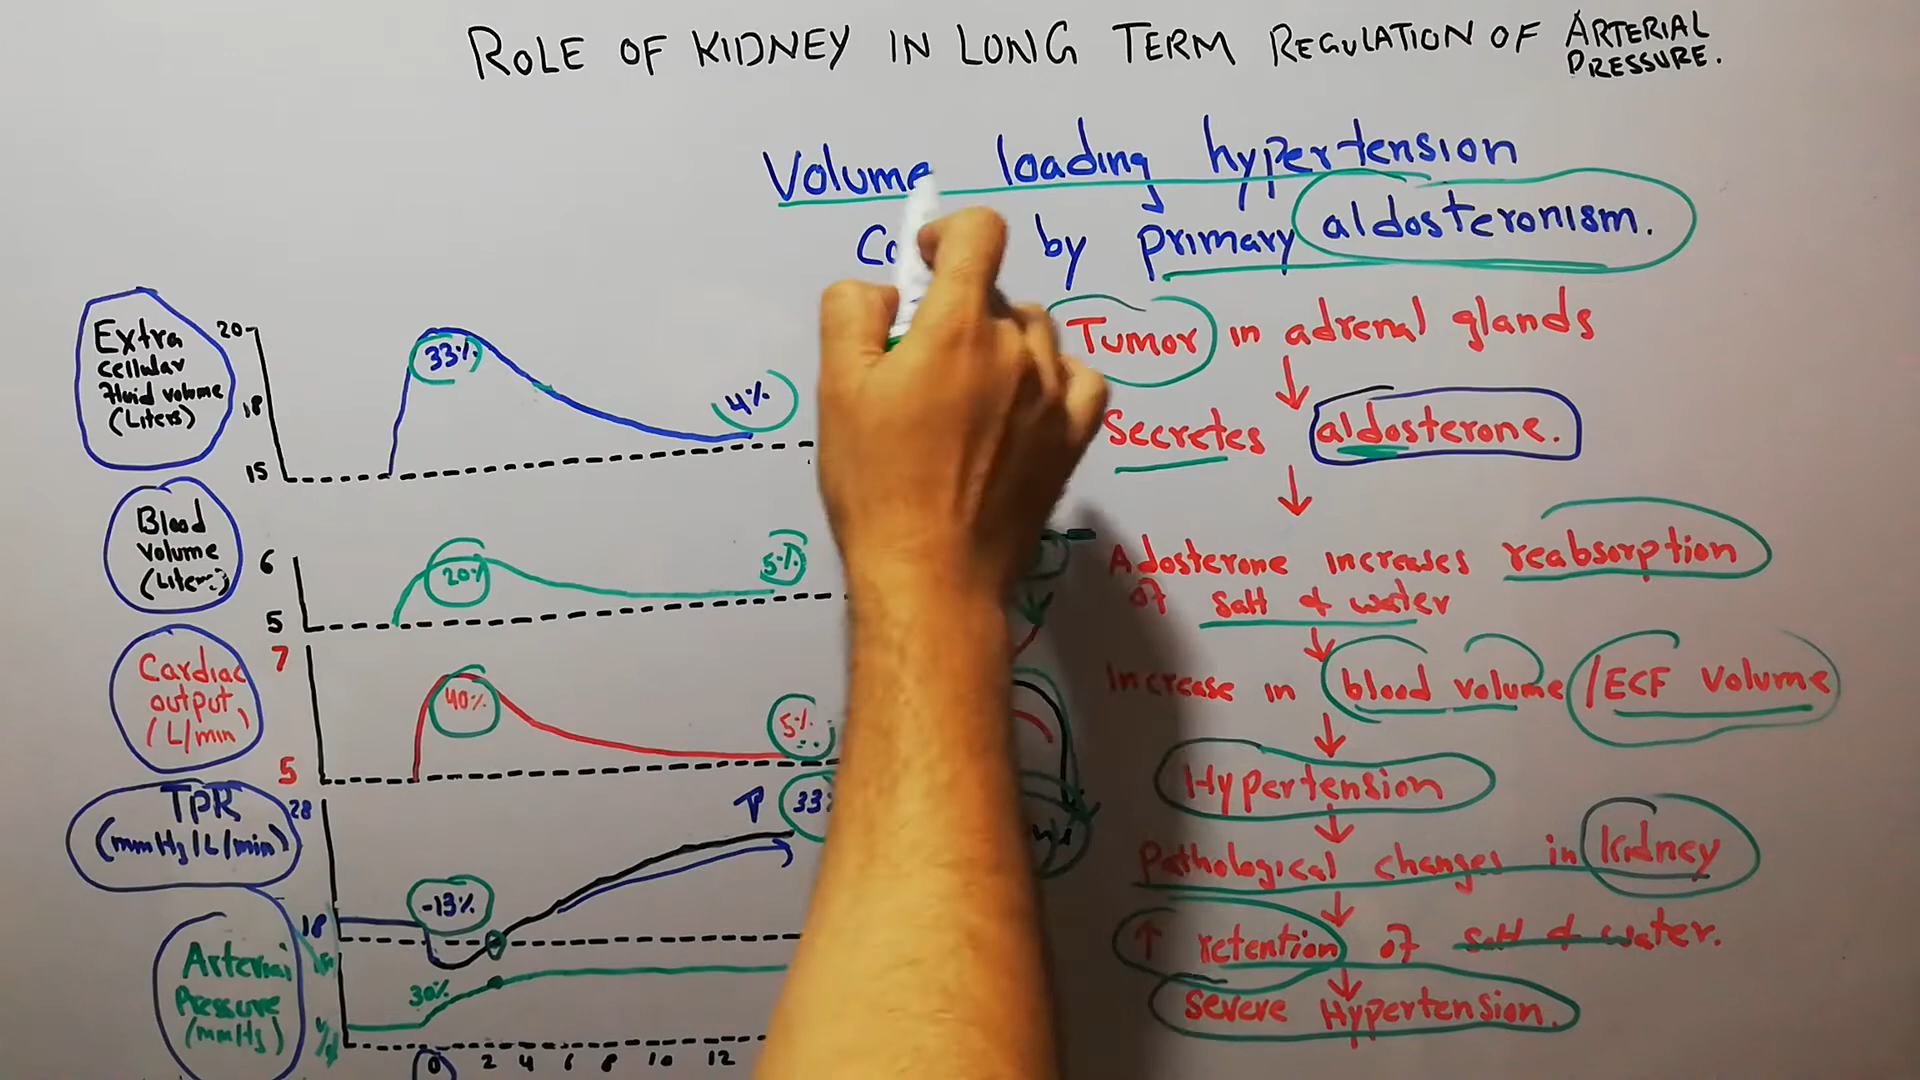 ROLE OF KIDNEY IN LONG TERM REGULATION OF ARTERIAL PRESSURE.
Volume loading hypertension
by primary aldosteronism.
Tumor in adrenal glands
Secretes aldosterone.
Adosterone increases reabsorption
of salt & water
Increase in blood volume / ECF Volume
Hypertension
Pathological changes in kidney
↑ retention of salt & water.
severe Hypertension.
Extra
cellular
fluid volume
(Liters)
20
18
15
33%
4%
Blood
volume
6
5
20%
5%
Cardiac
output
(L/min)
7
5
40%
5%
TPR
(mmHg/L/min)
28
18
-13%
33%
Arterial
Pressure
(mmHg)
30%
0 2 4 6 8 10 12